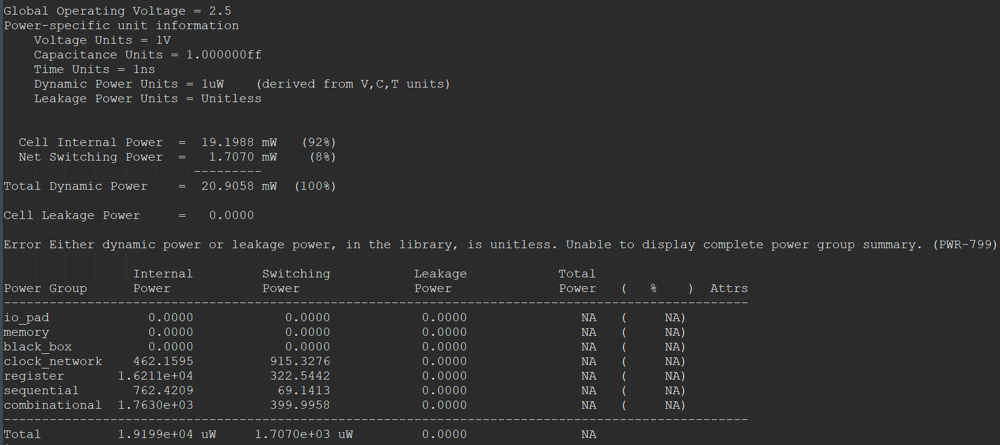 Global Operating Voltage = 2.5
Power-specific unit information
    Voltage Units = 1V
    Capacitance Units = 1.000000ff
    Time Units = 1ns
    Dynamic Power Units = 1uW    (derived from V,C,T units)
    Leakage Power Units = Unitless
  Cell Internal Power  =  19.1988 mW   (92%)
  Net Switching Power  =   1.7070 mW    (8%)
                         ---------
Total Dynamic Power    =  20.9058 mW  (100%)
Cell Leakage Power     =   0.0000
Error Either dynamic power or leakage power, in the library, is unitless. Unable to display complete power group summary. (PWR-799)
                 Internal         Switching           Leakage            Total
Power Group      Power            Power               Power              Power   (   %    )  Attrs
--------------------------------------------------------------------------------------------------
io_pad             0.0000            0.0000            0.0000               NA   (     NA)
memory             0.0000            0.0000            0.0000               NA   (     NA)
black_box          0.0000            0.0000            0.0000               NA   (     NA)
clock_network    462.1595          915.3276            0.0000               NA   (     NA)
register       1.6211e+04          322.5442            0.0000               NA   (     NA)
sequential       762.4209           69.1413            0.0000               NA   (     NA)
combinational  1.7630e+03          399.9958            0.0000               NA   (     NA)
--------------------------------------------------------------------------------------------------
Total          1.9199e+04 uW     1.7070e+03 uW         0.0000               NA